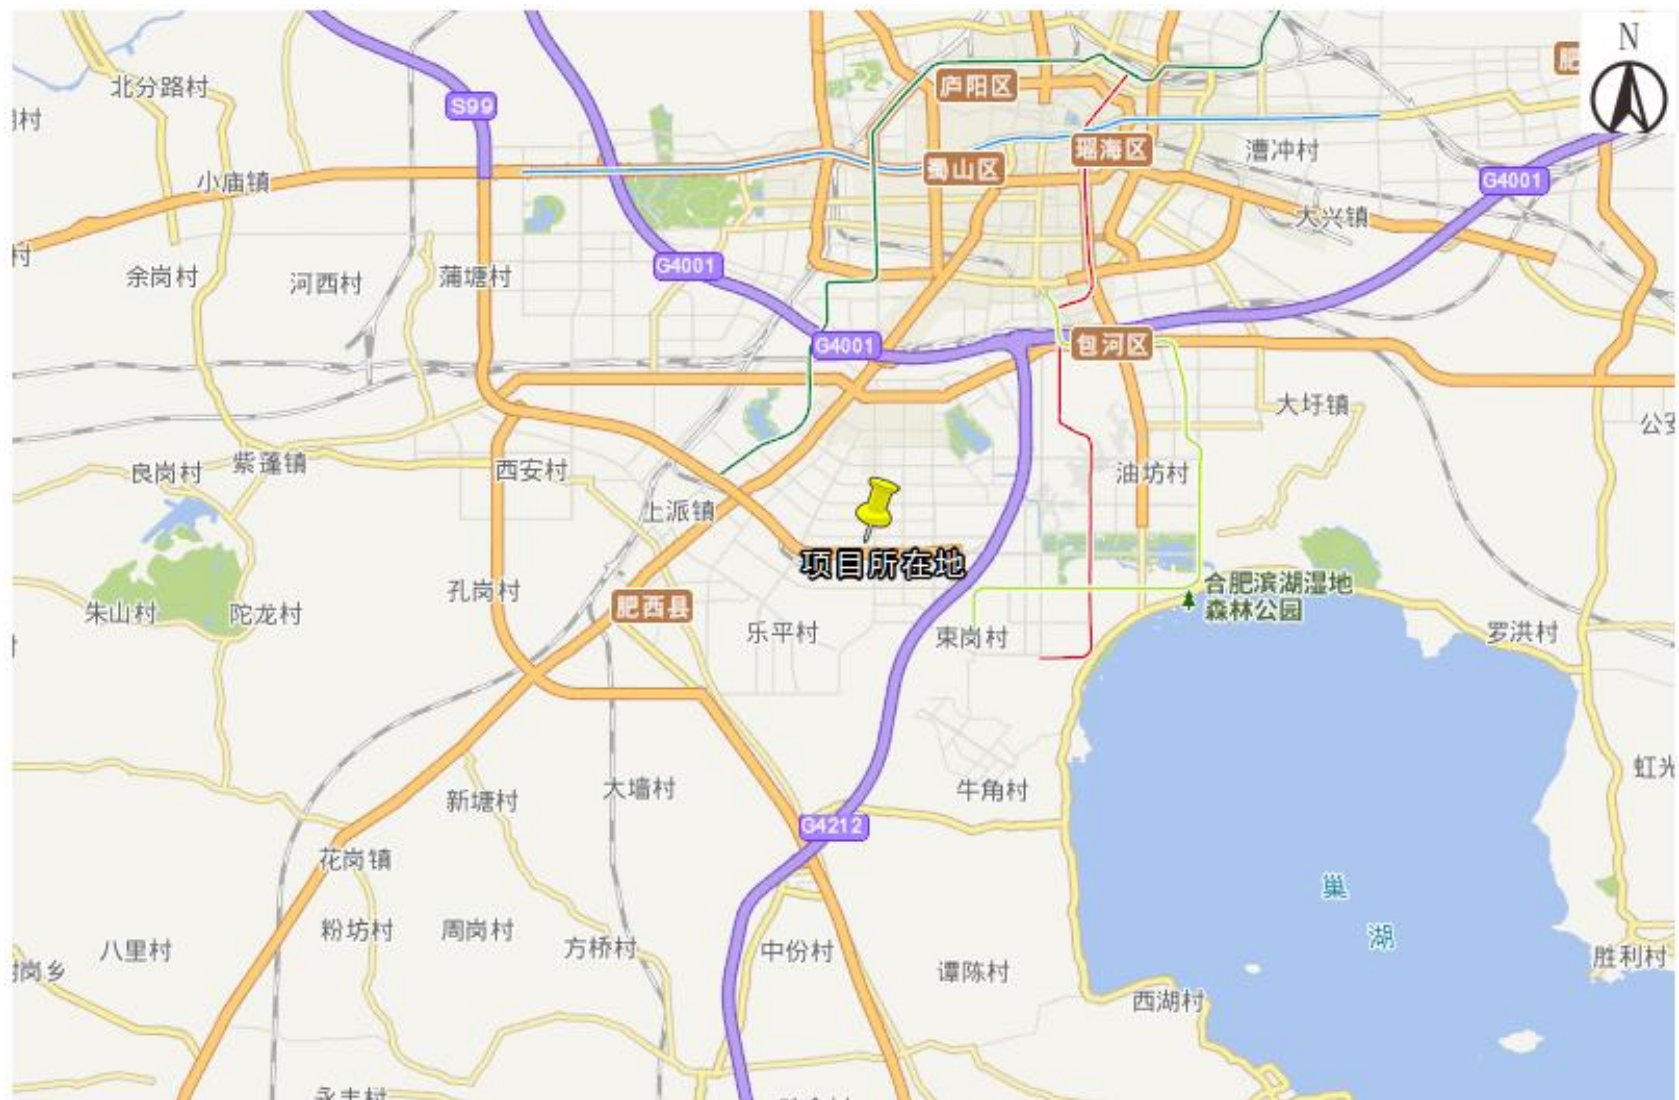 N
肥
庐阳区
北分路村
S99
村
瑶海区
漕冲村
蜀山区
小庙镇
G4001
大兴镇
村
余岗村
河西村
蒲塘村
G4001
G4001
包河区
大圩镇
良岗村
紫蓬镇
西安村
油坊村
上派镇
项目所在地
合肥滨湖湿地
森林公园
孔岗村
肥西县
朱山村
陀龙村
乐平村
東岗村
罗洪村
牛角村
新塘村
大墙村
G4212
花岗镇
巢
湖
粉坊村
周岗村
八里村
方桥村
中份村
胜利村
岗乡
谭陈村
西湖村